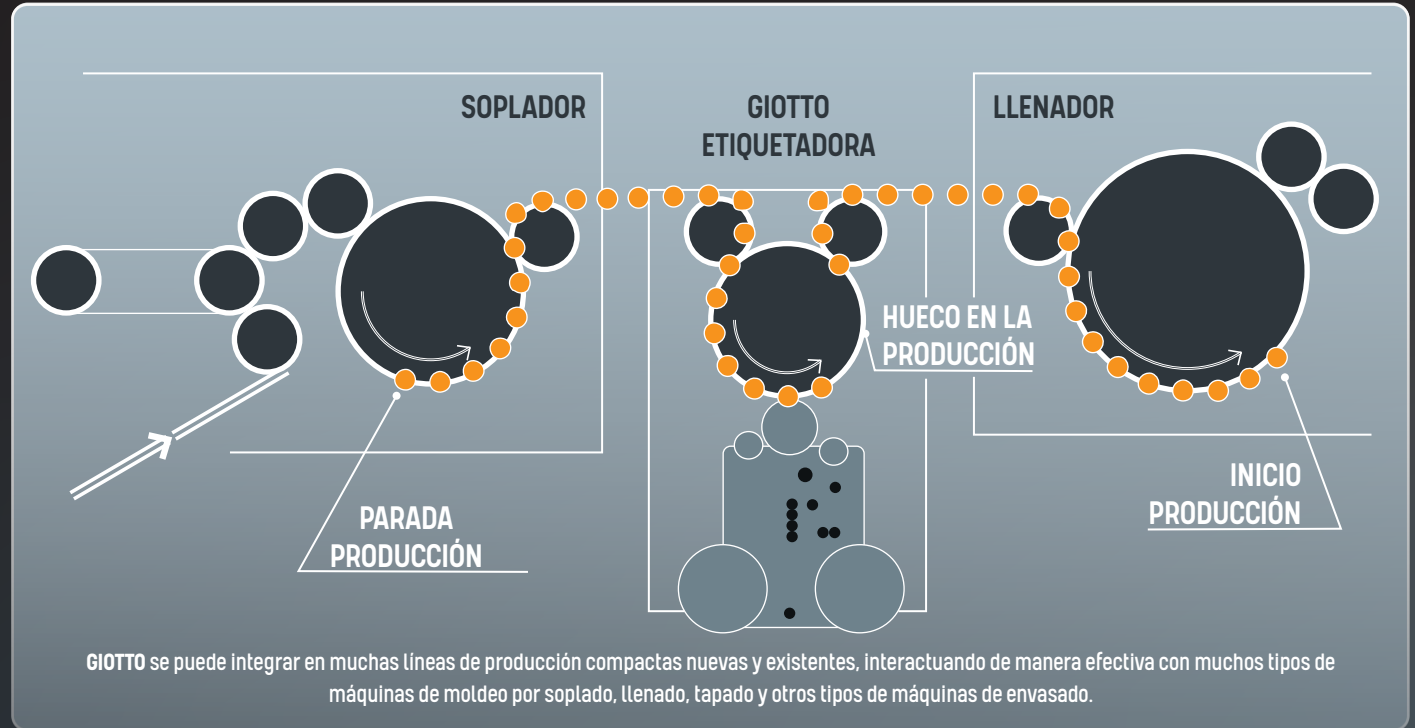 SOPLADOR
GIOTTO
ETIQUETADORA
LLENADOR
HUECO EN LA
PRODUCCIÓN
PARADA
PRODUCCIÓN
INICIO
PRODUCCIÓN
GIOTTO se puede integrar en muchas líneas de producción compactas nuevas y existentes, interactuando de manera efectiva con muchos tipos de
máquinas de moldeo por soplado, llenado, tapado y otros tipos de máquinas de envasado.